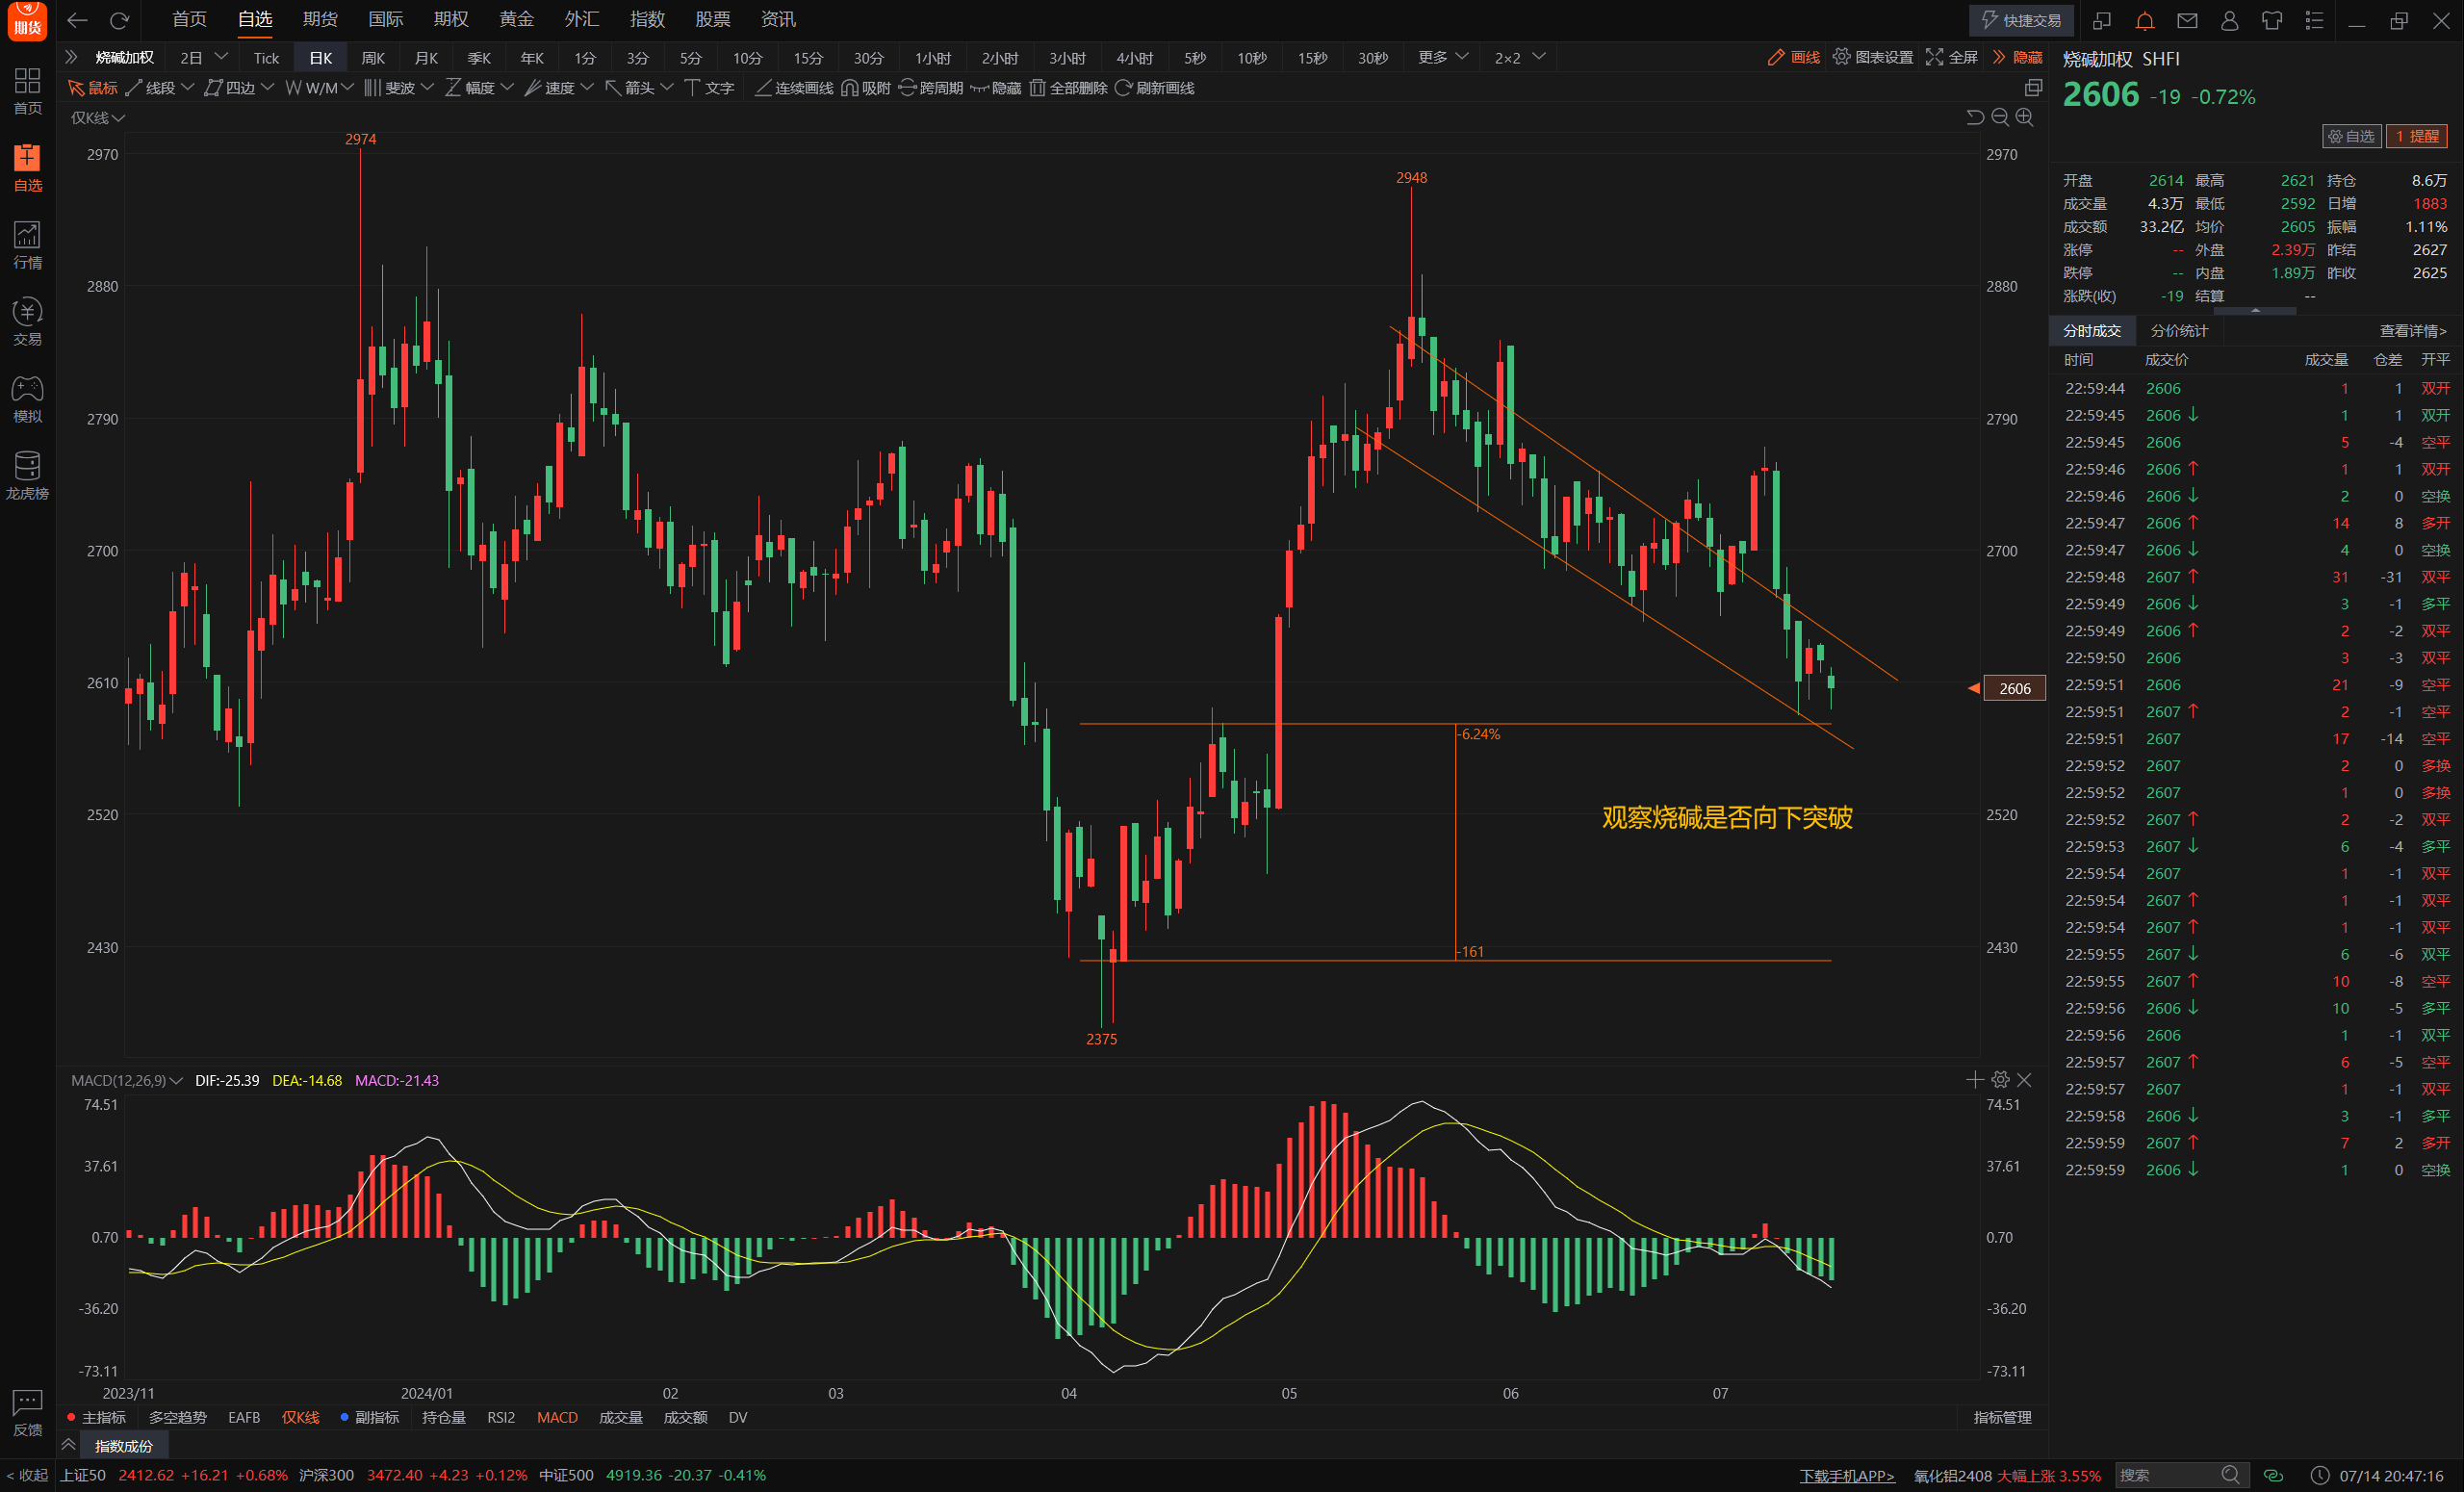 期货
首页 自选 期货 国际 期权 黄金 外汇 指数 股票 资讯
快捷交易
烧碱加权 2日 Tick 日K 周K 月K 季K 年K 1分 3分 5分 10分 15分 30分 1小时 2小时 3小时 4小时 5秒 10秒 15秒 30秒 更多 2×2
画线 图表设置 全屏 隐藏
鼠标 线段 四边 W/M 斐波 幅度 速度 箭头 文字 连续画线 吸附 跨周期 隐藏 全部删除 刷新画线
首页
自选
行情
交易
模拟
龙虎榜
反馈
< 收起
仅K线
2974
2948
2970 2970
2880 2880
2790 2790
2700 2700
2610
2606
2520 2520
2430 2430
-6.24%
观察烧碱是否向下突破
-161
2375
MACD(12,26,9) DIF:-25.39 DEA:-14.68 MACD:-21.43
74.51 74.51
37.61 37.61
0.70 0.70
-36.20 -36.20
-73.11 -73.11
2023/11 2024/01 02 03 04 05 06 07
主指标 多空趋势 EAFB 仅K线 副指标 持仓量 RSI2 MACD 成交量 成交额 DV 指标管理
指数成份
烧碱加权 SHFI
2606 -19 -0.72%
自选 1 提醒
开盘 2614 最高 2621 持仓 8.6万
成交量 4.3万 最低 2592 日增 1883
成交额 33.2亿 均价 2605 振幅 1.11%
涨停 -- 外盘 2.39万 昨结 2627
跌停 -- 内盘 1.89万 昨收 2625
涨跌(收) -19 结算 --
分时成交 分价统计 查看详情>
时间 成交价 成交量 仓差 开平
22:59:44 2606 1 1 双开
22:59:45 2606 ↓ 1 1 双开
22:59:45 2606 5 -4 空平
22:59:46 2606 ↑ 1 1 双开
22:59:46 2606 ↓ 2 0 空换
22:59:47 2606 ↑ 14 8 多开
22:59:47 2606 ↓ 4 0 空换
22:59:48 2607 ↑ 31 -31 双平
22:59:49 2606 ↓ 3 -1 多平
22:59:49 2606 ↑ 2 -2 双平
22:59:50 2606 3 -3 双平
22:59:51 2606 21 -9 空平
22:59:51 2607 ↑ 2 -1 空平
22:59:51 2607 17 -14 空平
22:59:52 2607 2 0 多换
22:59:52 2607 1 0 多换
22:59:52 2607 ↑ 2 -2 双平
22:59:53 2607 ↓ 6 -4 多平
22:59:54 2607 1 -1 双平
22:59:54 2607 ↑ 1 -1 双平
22:59:54 2607 ↑ 1 -1 双平
22:59:55 2607 ↓ 6 -6 双平
22:59:55 2607 ↑ 10 -8 空平
22:59:56 2606 ↓ 10 -5 多平
22:59:56 2606 1 -1 双平
22:59:57 2607 ↑ 6 -5 空平
22:59:57 2607 1 -1 双平
22:59:58 2606 ↓ 3 -1 多平
22:59:59 2607 ↑ 7 2 多开
22:59:59 2606 ↓ 1 0 空换
上证50 2412.62 +16.21 +0.68% 沪深300 3472.40 +4.23 +0.12% 中证500 4919.36 -20.37 -0.41%
下载手机APP> 氧化铝2408 大幅上涨 3.55% 搜索 07/14 20:47:16